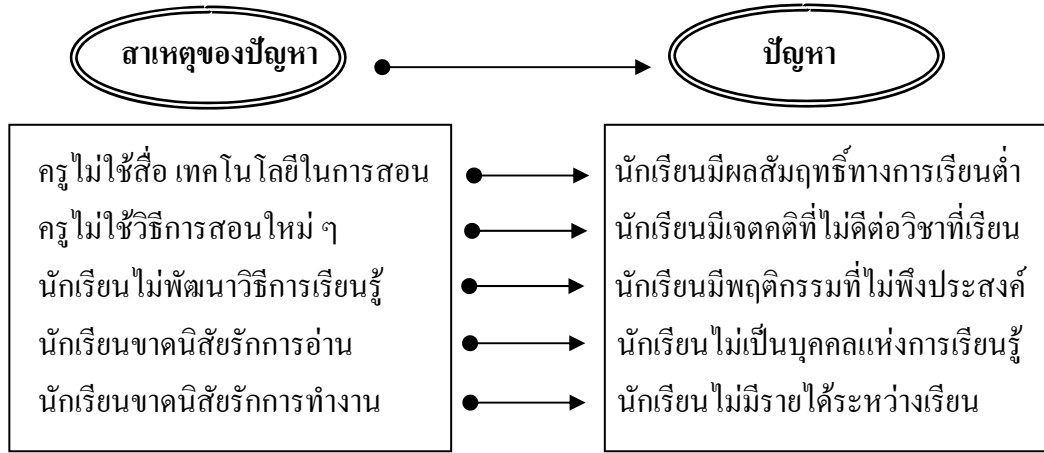 สาเหตุของปัญหา ปัญหา
ครูไม่ใช้สื่อ เทคโนโลยีในการสอน นักเรียนมีผลสัมฤทธิ์ทางการเรียนต่ำ
ครูไม่ใช้วิธีการสอนใหม่ ๆ นักเรียนมีเจตคติที่ไม่ดีต่อวิชาที่เรียน
นักเรียนไม่พัฒนาวิธีการเรียนรู้ นักเรียนมีพฤติกรรมที่ไม่พึงประสงค์
นักเรียนขาดนิสัยรักการอ่าน นักเรียนไม่เป็นบุคคลแห่งการเรียนรู้
นักเรียนขาดนิสัยรักการทำงาน นักเรียนไม่มีรายได้ระหว่างเรียน